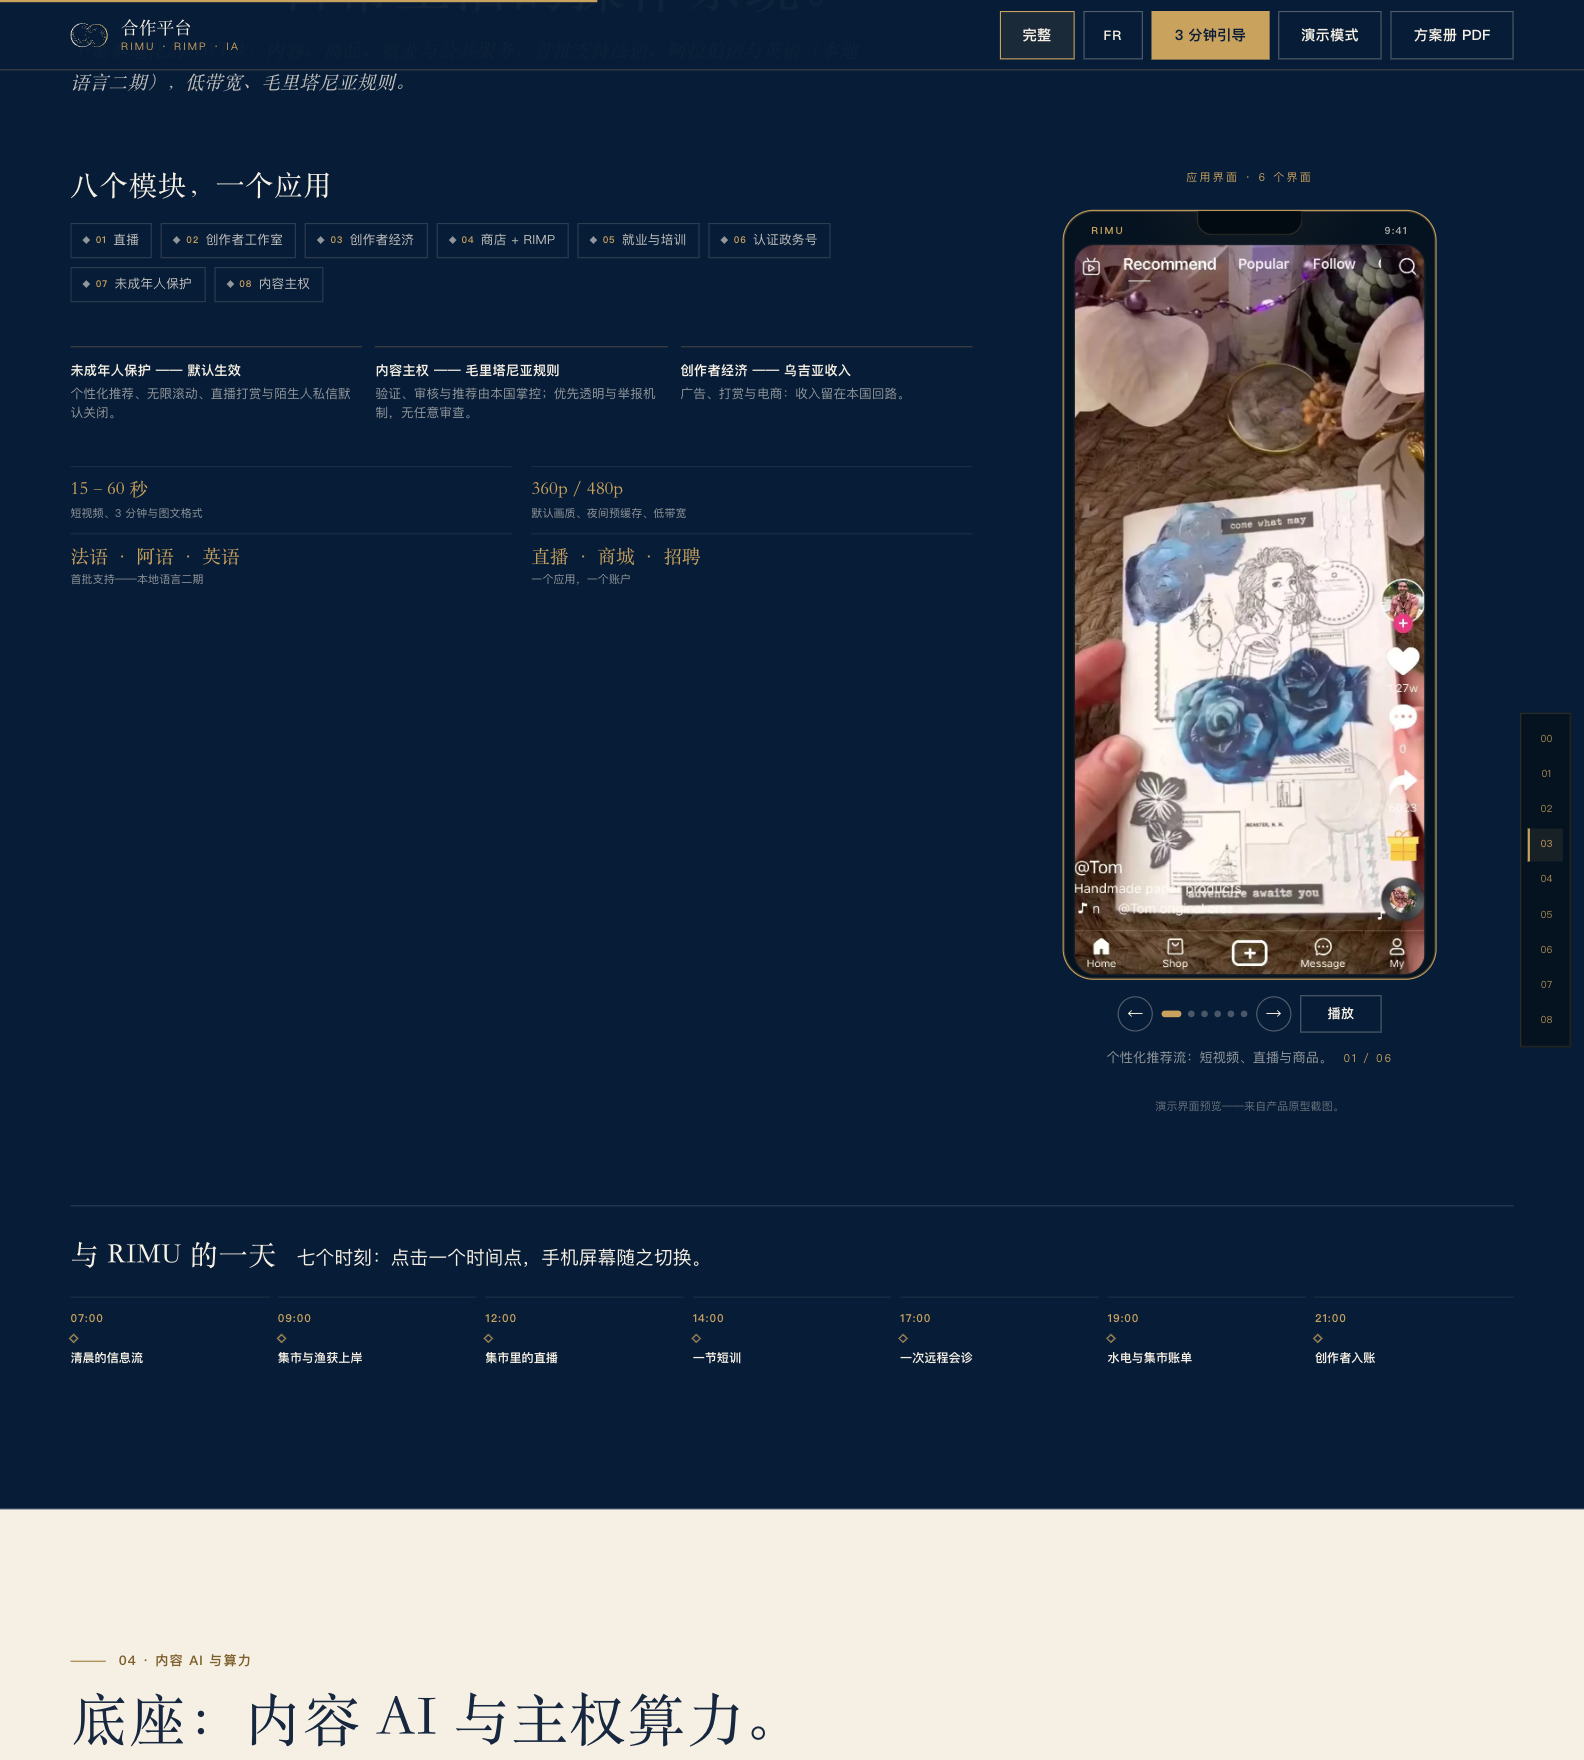 合作平台
RIMU · RIMP · IA
完整
FR
3 分钟引导
演示模式
方案册 PDF
语言二期），低带宽、毛里塔尼亚规则。
八个模块，一个应用
01 直播
02 创作者工作室
03 创作者经济
04 商店 + RIMP
05 就业与培训
06 认证政务号
07 未成年人保护
08 内容主权
未成年人保护 —— 默认生效
个性化推荐、无限滚动、直播打赏与陌生人私信默
认关闭。
内容主权 —— 毛里塔尼亚规则
验证、审核与推荐由本国掌控；优先透明与举报机
制，无任意审查。
创作者经济 —— 乌吉亚收入
广告、打赏与电商：收入留在本国回路。
15 – 60 秒
短视频、3 分钟与图文格式
360p / 480p
默认画质、夜间预缓存、低带宽
法语 · 阿语 · 英语
首批支持——本地语言二期
直播 · 商城 · 招聘
一个应用，一个账户
应用界面 · 6 个界面
RIMU
9:41
Recommend
Popular
Follow
come what may
27w
0
@Tom
Handmade paper products
adventure awaits you
@Tom
Home
Shop
Message
My
播放
个性化推荐流：短视频、直播与商品。 01 / 06
演示界面预览——来自产品原型截图。
00
01
02
03
04
05
06
07
08
与 RIMU 的一天
七个时刻：点击一个时间点，手机屏幕随之切换。
07:00
清晨的信息流
09:00
集市与渔获上岸
12:00
集市里的直播
14:00
一节短训
17:00
一次远程会诊
19:00
水电与集市账单
21:00
创作者入账
04 · 内容 AI 与算力
底座：内容 AI 与主权算力。